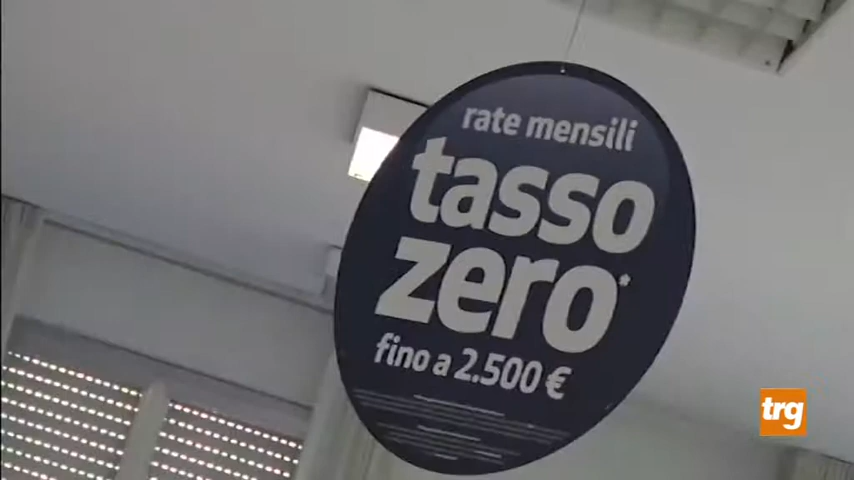 rate mensili
tasso
zero*
fino a 2.500 €
trg